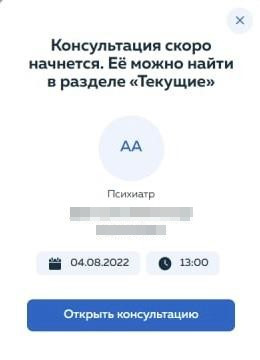 Консультация скоро
начнется. Её можно найти
в разделе «Текущие»
АА
Психиатр
04.08.2022
13:00
Открыть консультацию